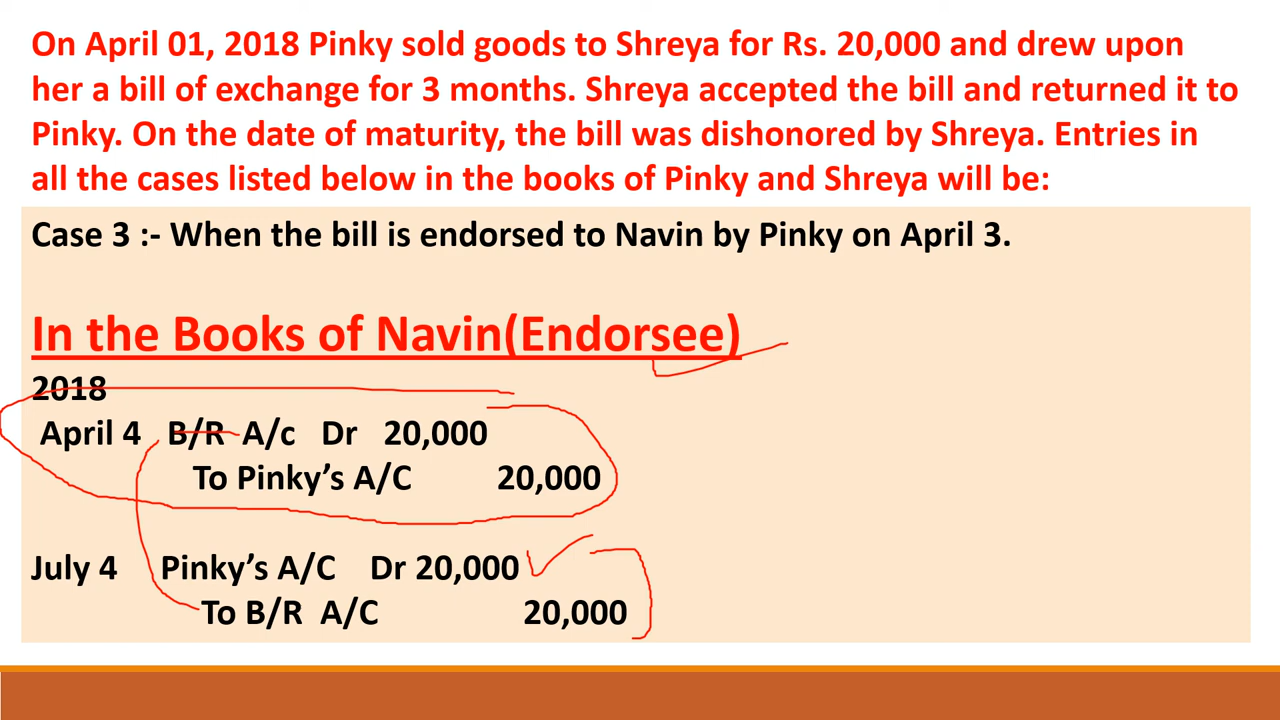 On April 01, 2018 Pinky sold goods to Shreya for Rs. 20,000 and drew upon
her a bill of exchange for 3 months. Shreya accepted the bill and returned it to
Pinky. On the date of maturity, the bill was dishonored by Shreya. Entries in
all the cases listed below in the books of Pinky and Shreya will be:
Case 3 :- When the bill is endorsed to Navin by Pinky on April 3.
In the Books of Navin(Endorsee)
2018
April 4 B/R A/c Dr 20,000
To Pinky’s A/C 20,000
July 4 Pinky’s A/C Dr 20,000
To B/R A/C 20,000